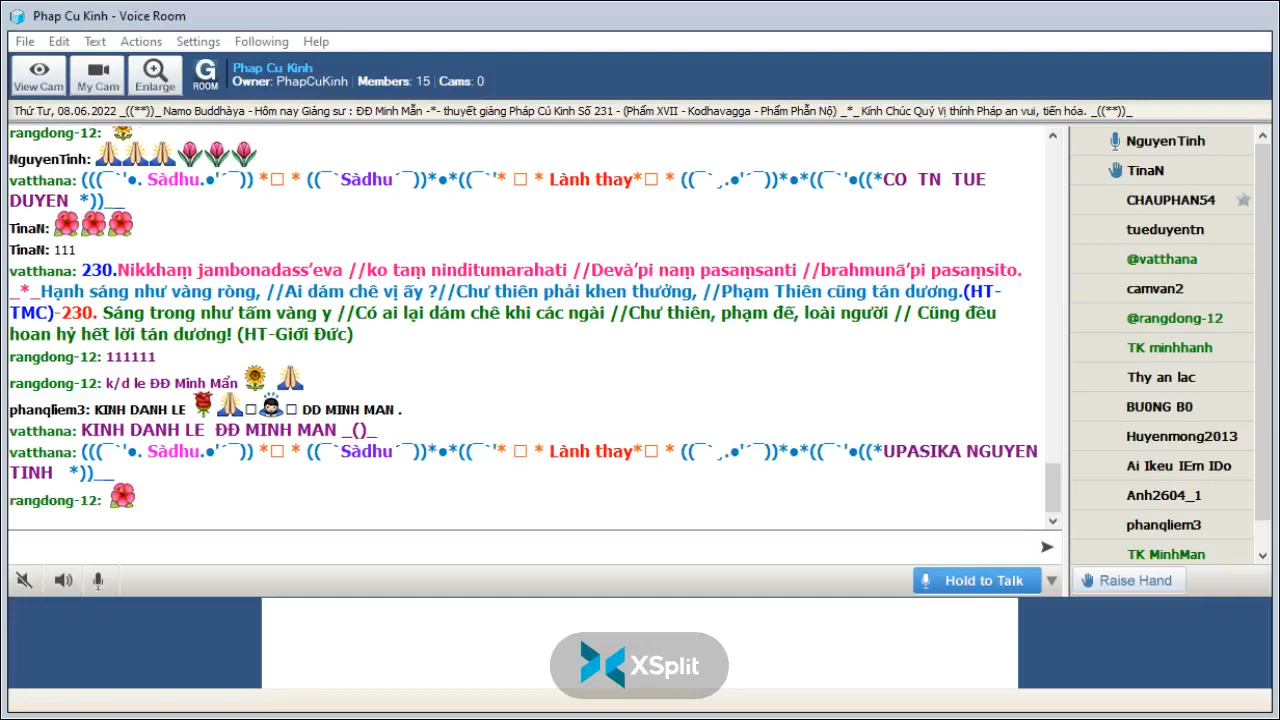 Phap Cu Kinh - Voice Room
File Edit Text Actions Settings Following Help
View Cam My Cam Enlarge G ROOM Phap Cu Kinh
Owner: PhapCuKinh | Members: 15 | Cams: 0
Thứ Tư, 08.06.2022 _((**))_ Namo Buddhàya - Hôm nay Giảng sư : ĐĐ Minh Mẫn -*- thuyết giảng Pháp Cú Kinh Số 231 - (Phẩm XVII - Kodhavagga - Phẩm Phẫn Nộ) _*_ Kính Chúc Quý Vị thính Pháp an vui, tiến hóa. _((**))_
rangdong-12:
NguyenTinh:
vatthana: (((¯`'●. Sàdhu.●'´¯)) *□ * ((¯`Sàdhu´¯))*●*((¯`'* □ * Lành thay*□ * ((¯`¸.●'´¯))*●*((¯`'●((*CO TN TUE
DUYEN *))__
TinaN:
TinaN: 111
vatthana: 230.Nikkhaṃ jambonadass’eva //ko taṃ ninditumarahati //Devà’pi naṃ pasaṃsanti //brahmunā’pi pasaṃsito.
_*_Hạnh sáng như vàng ròng, //Ai dám chê vị ấy ?//Chư thiên phải khen thưởng, //Phạm Thiên cũng tán dương.(HT-
TMC)-230. Sáng trong như tấm vàng y //Có ai lại dám chê khi các ngài //Chư thiên, phạm đế, loài người // Cũng đều
hoan hỷ hết lời tán dương! (HT-Giới Đức)
rangdong-12: 111111
rangdong-12: k/d le ĐĐ Minh Mẩn
phanqliem3: KINH DANH LE □ □ DD MINH MAN .
vatthana: KINH DANH LE ĐĐ MINH MAN _()_
vatthana: (((¯`'●. Sàdhu.●'´¯)) *□ * ((¯`Sàdhu´¯))*●*((¯`'* □ * Lành thay*□ * ((¯`¸.●'´¯))*●*((¯`'●((*UPASIKA NGUYEN
TINH *))__
rangdong-12:
NguyenTinh
TinaN
CHAUPHAN54
tueduyentn
@vatthana
camvan2
@rangdong-12
TK minhhanh
Thy an lac
BU0NG B0
Huyenmong2013
Ai Ikeu IEm IDo
Anh2604_1
phanqliem3
TK MinhMan
Hold to Talk Raise Hand
XSplit